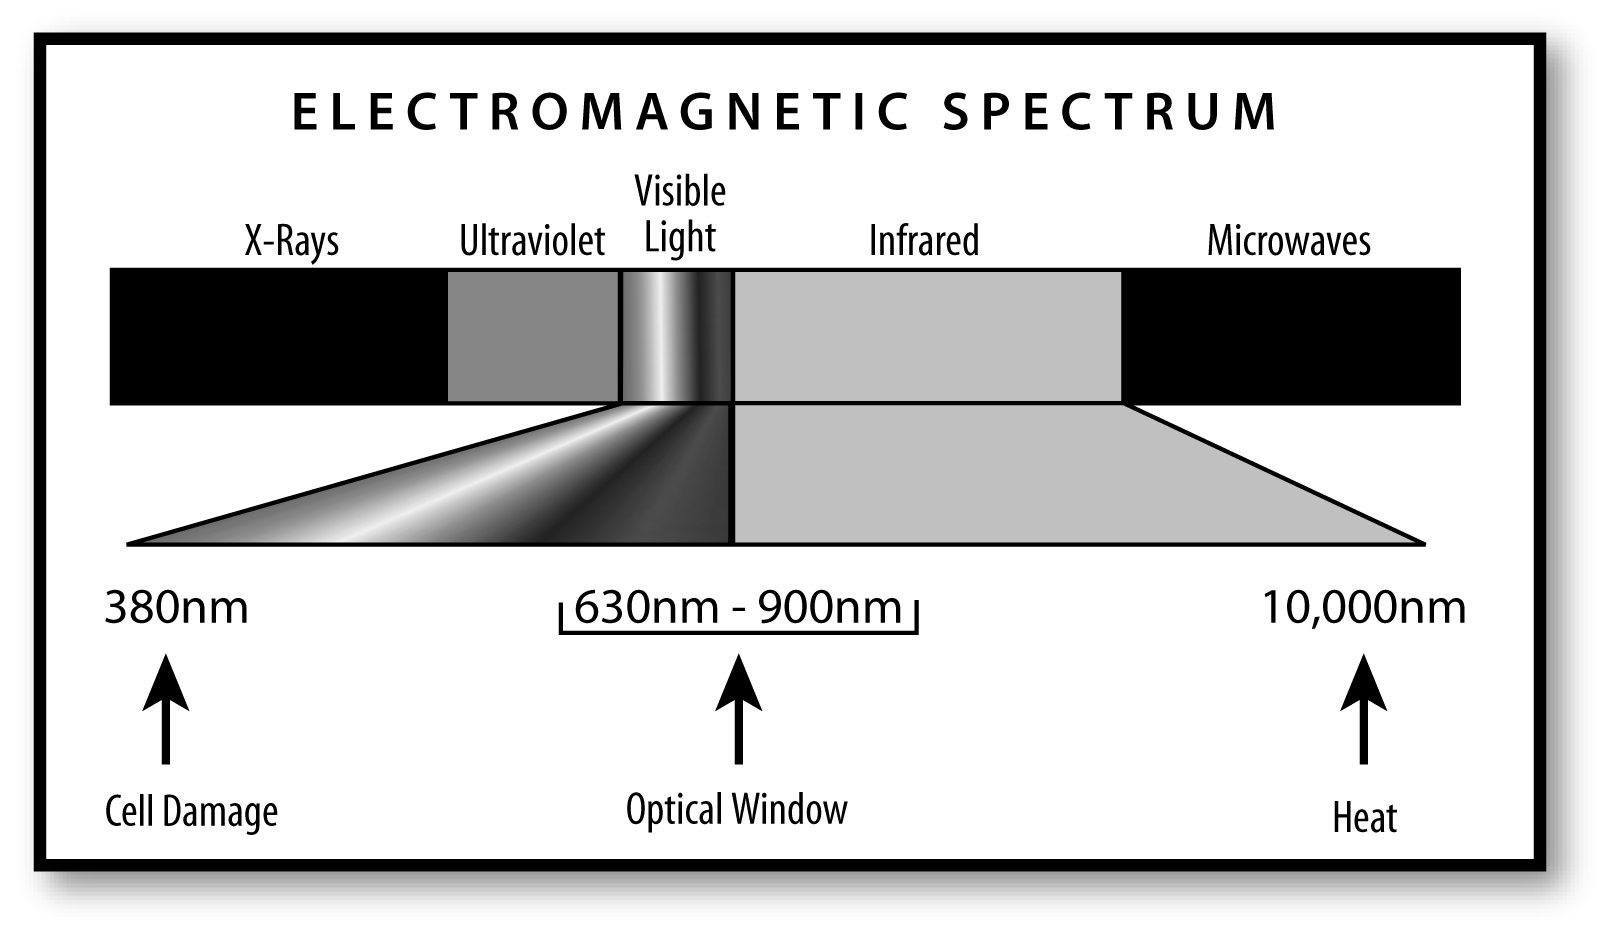 ELECTROMAGNETIC SPECTRUM
Visible
Light
X-Rays
Ultraviolet
Infrared
Microwaves
380nm
630nm - 900nm
10,000nm
Cell Damage
Optical Window
Heat